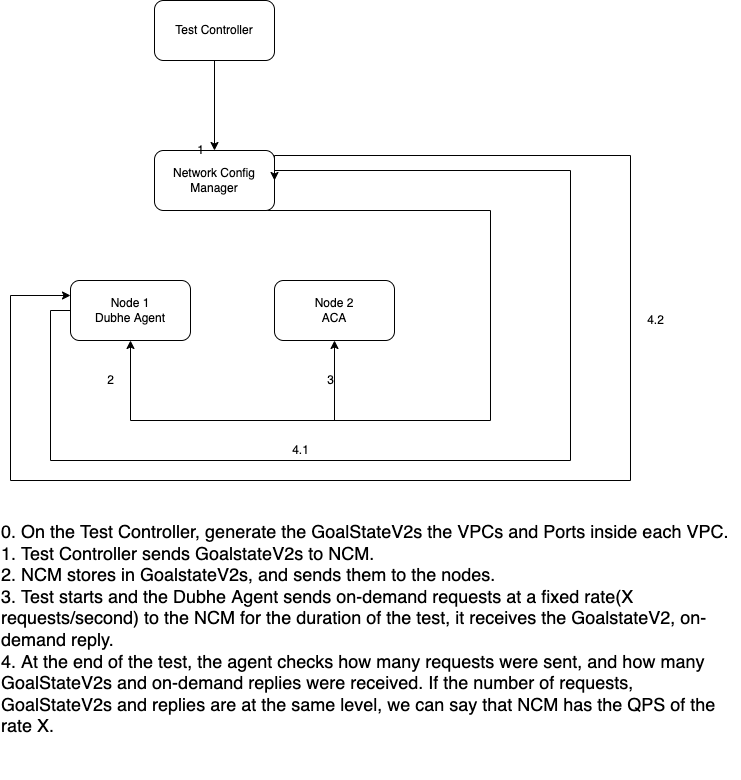 Test Controller
1
Network Config
Manager
Node 1
Dubhe Agent
Node 2
ACA
4.2
2
3
4.1
0. On the Test Controller, generate the GoalStateV2s the VPCs and Ports inside each VPC.
1. Test Controller sends GoalstateV2s to NCM.
2. NCM stores in GoalstateV2s, and sends them to the nodes.
3. Test starts and the Dubhe Agent sends on-demand requests at a fixed rate(X
requests/second) to the NCM for the duration of the test, it receives the GoalstateV2, on-
demand reply.
4. At the end of the test, the agent checks how many requests were sent, and how many
GoalStateV2s and on-demand replies were received. If the number of requests,
GoalStateV2s and replies are at the same level, we can say that NCM has the QPS of the
rate X.